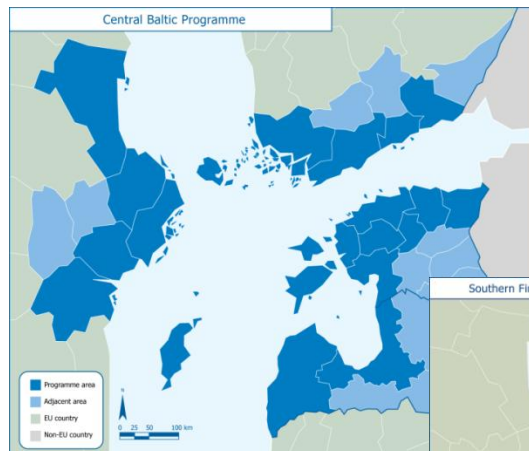 Central Baltic Programme
Southern Fi
Programme area
Adjacent area
EU country
Non-EU country
N
0 25 50 100 km